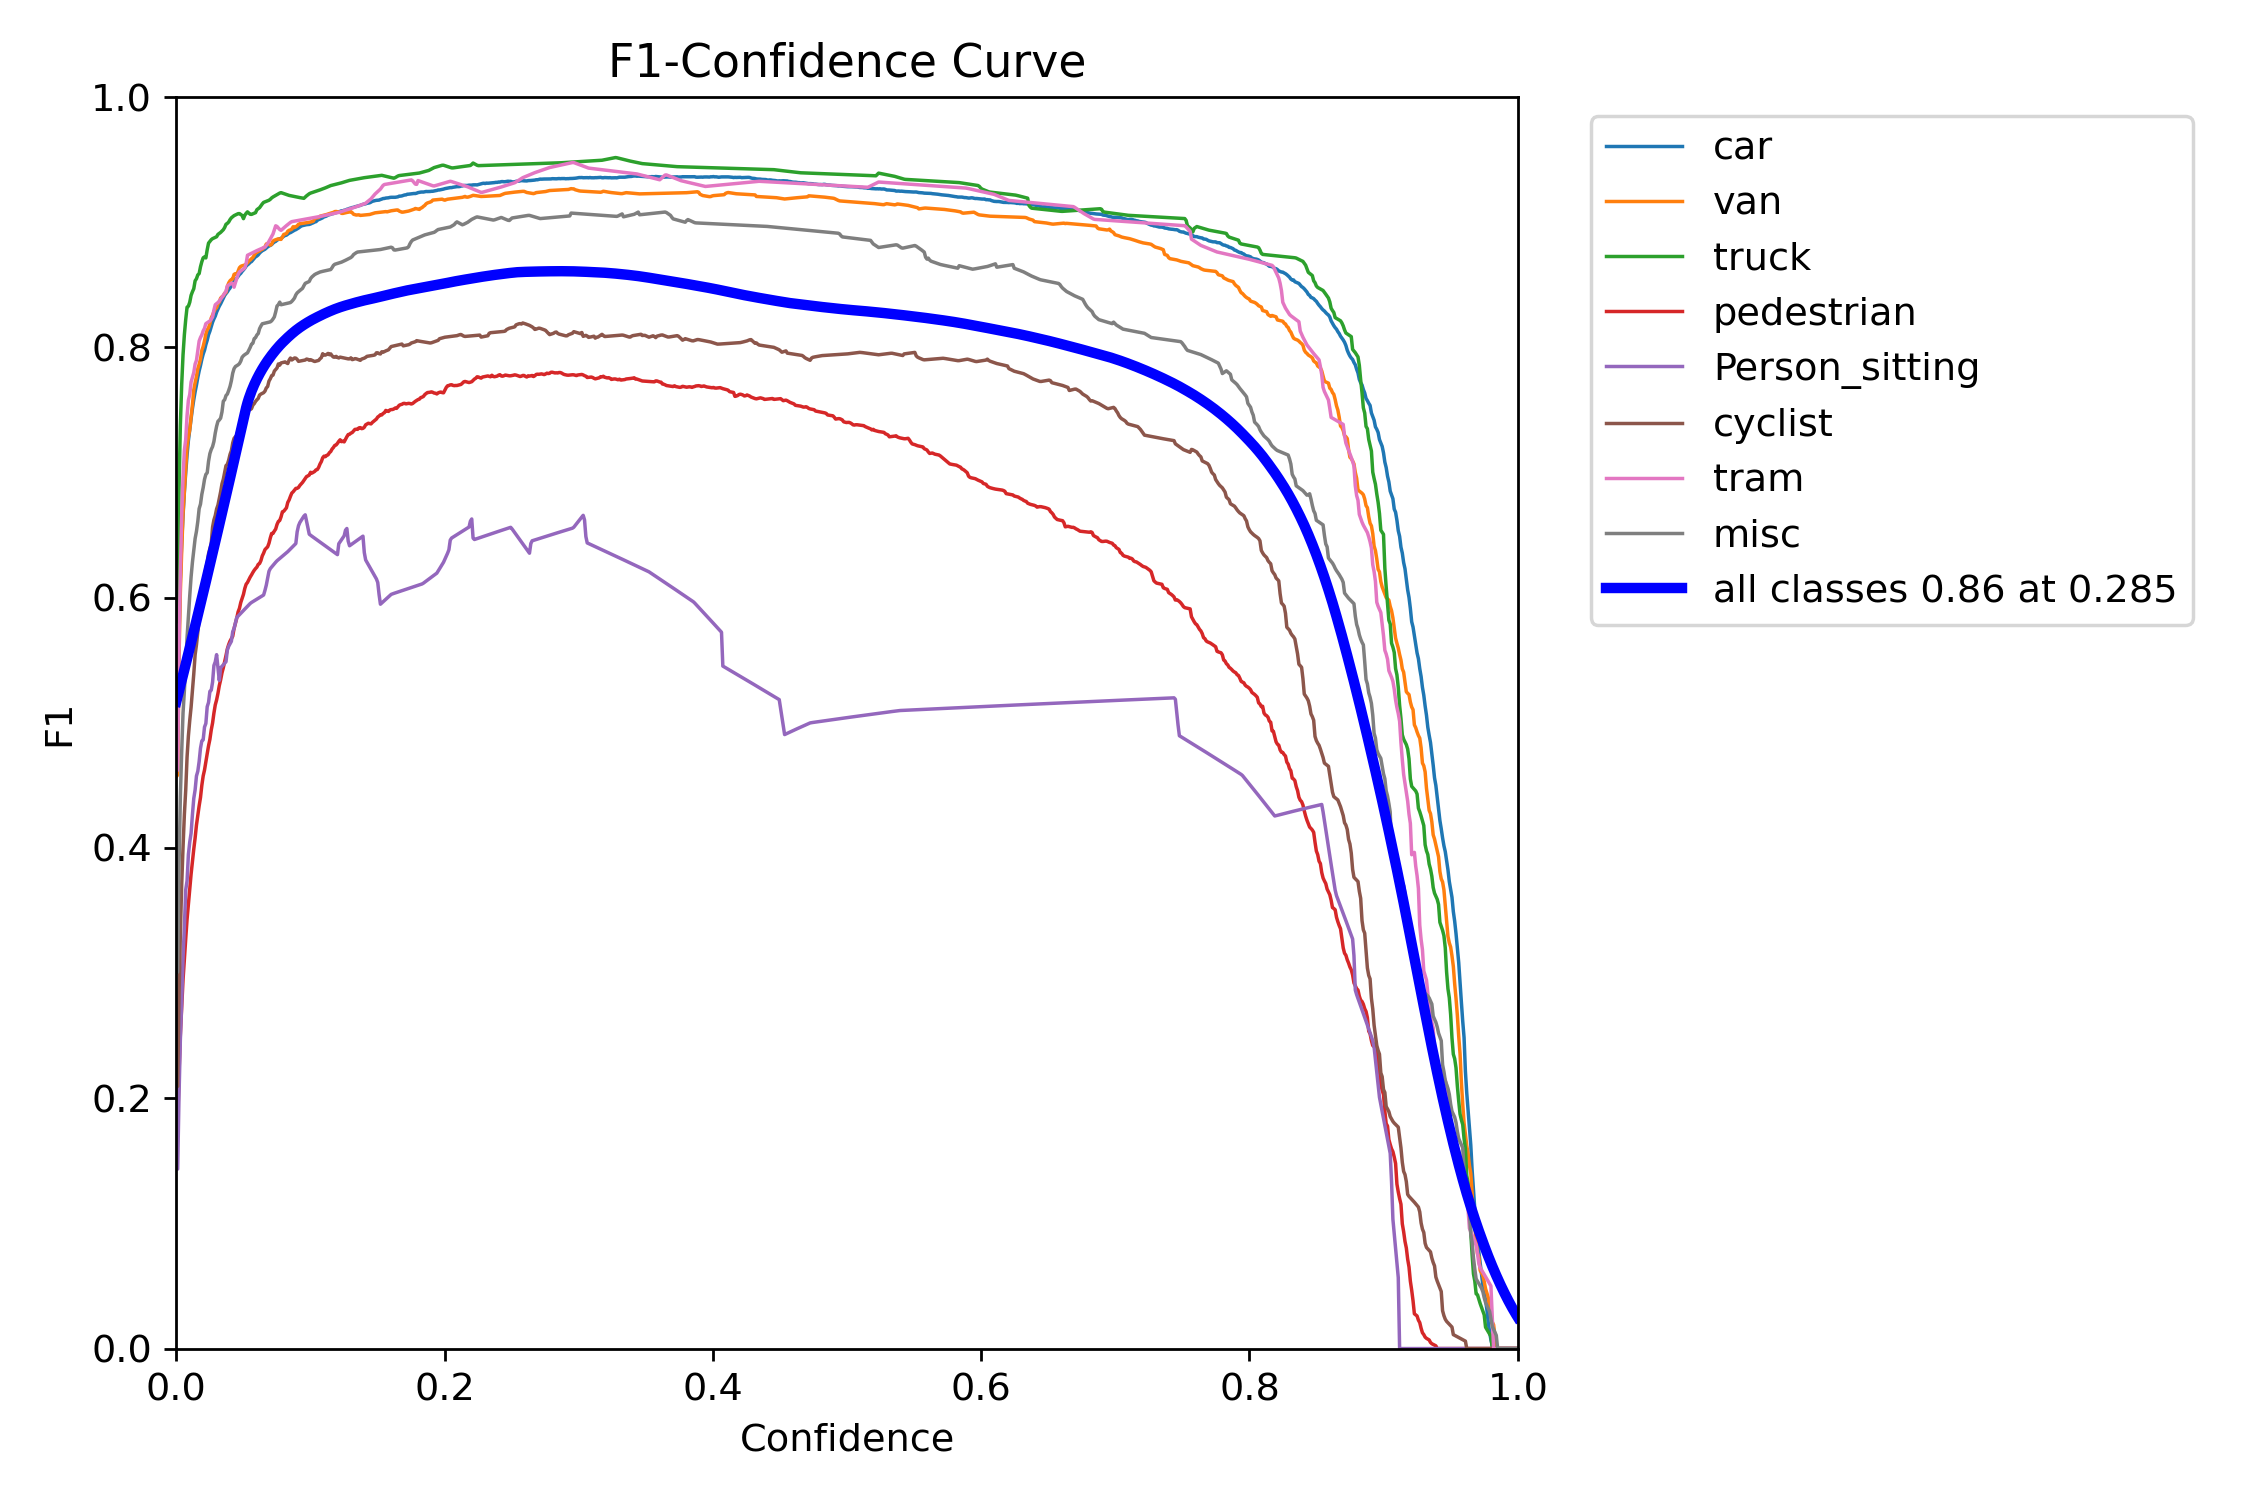 F1-Confidence Curve
1.0
0.8
0.6
0.4
0.2
0.0
F1
0.0 0.2 0.4 0.6 0.8 1.0
Confidence
car
van
truck
pedestrian
Person_sitting
cyclist
tram
misc
all classes 0.86 at 0.285